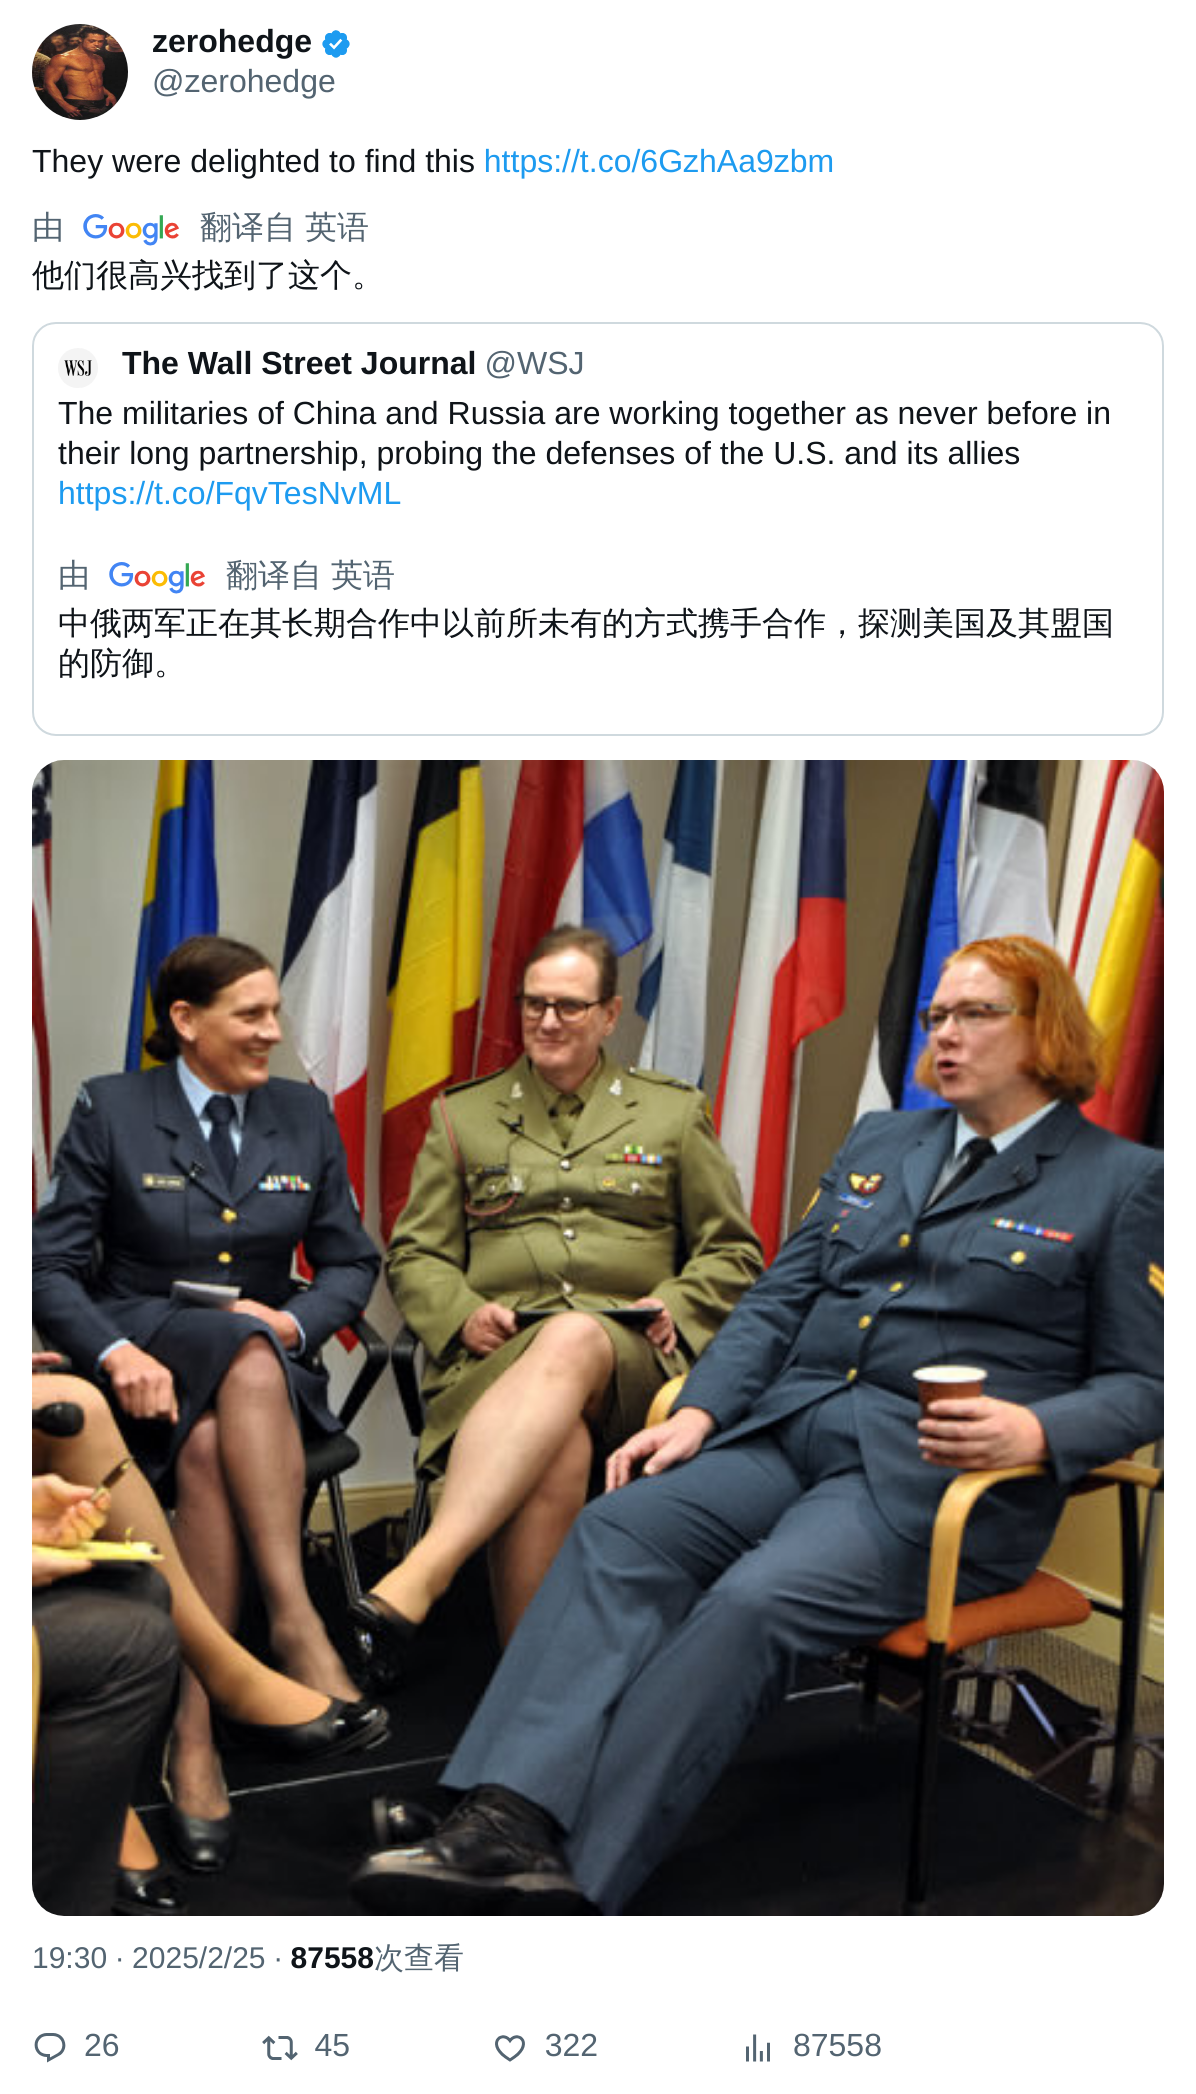 zerohedge
@zerohedge
They were delighted to find this https://t.co/6GzhAa9zbm
由 Google 翻译自 英语
他们很高兴找到了这个。
WSJ The Wall Street Journal @WSJ
The militaries of China and Russia are working together as never before in
their long partnership, probing the defenses of the U.S. and its allies
https://t.co/FqvTesNvML
由 Google 翻译自 英语
中俄两军正在其长期合作中以前所未有的方式携手合作，探测美国及其盟国
的防御。
19:30 · 2025/2/25 · 87558次查看
26 45 322 87558